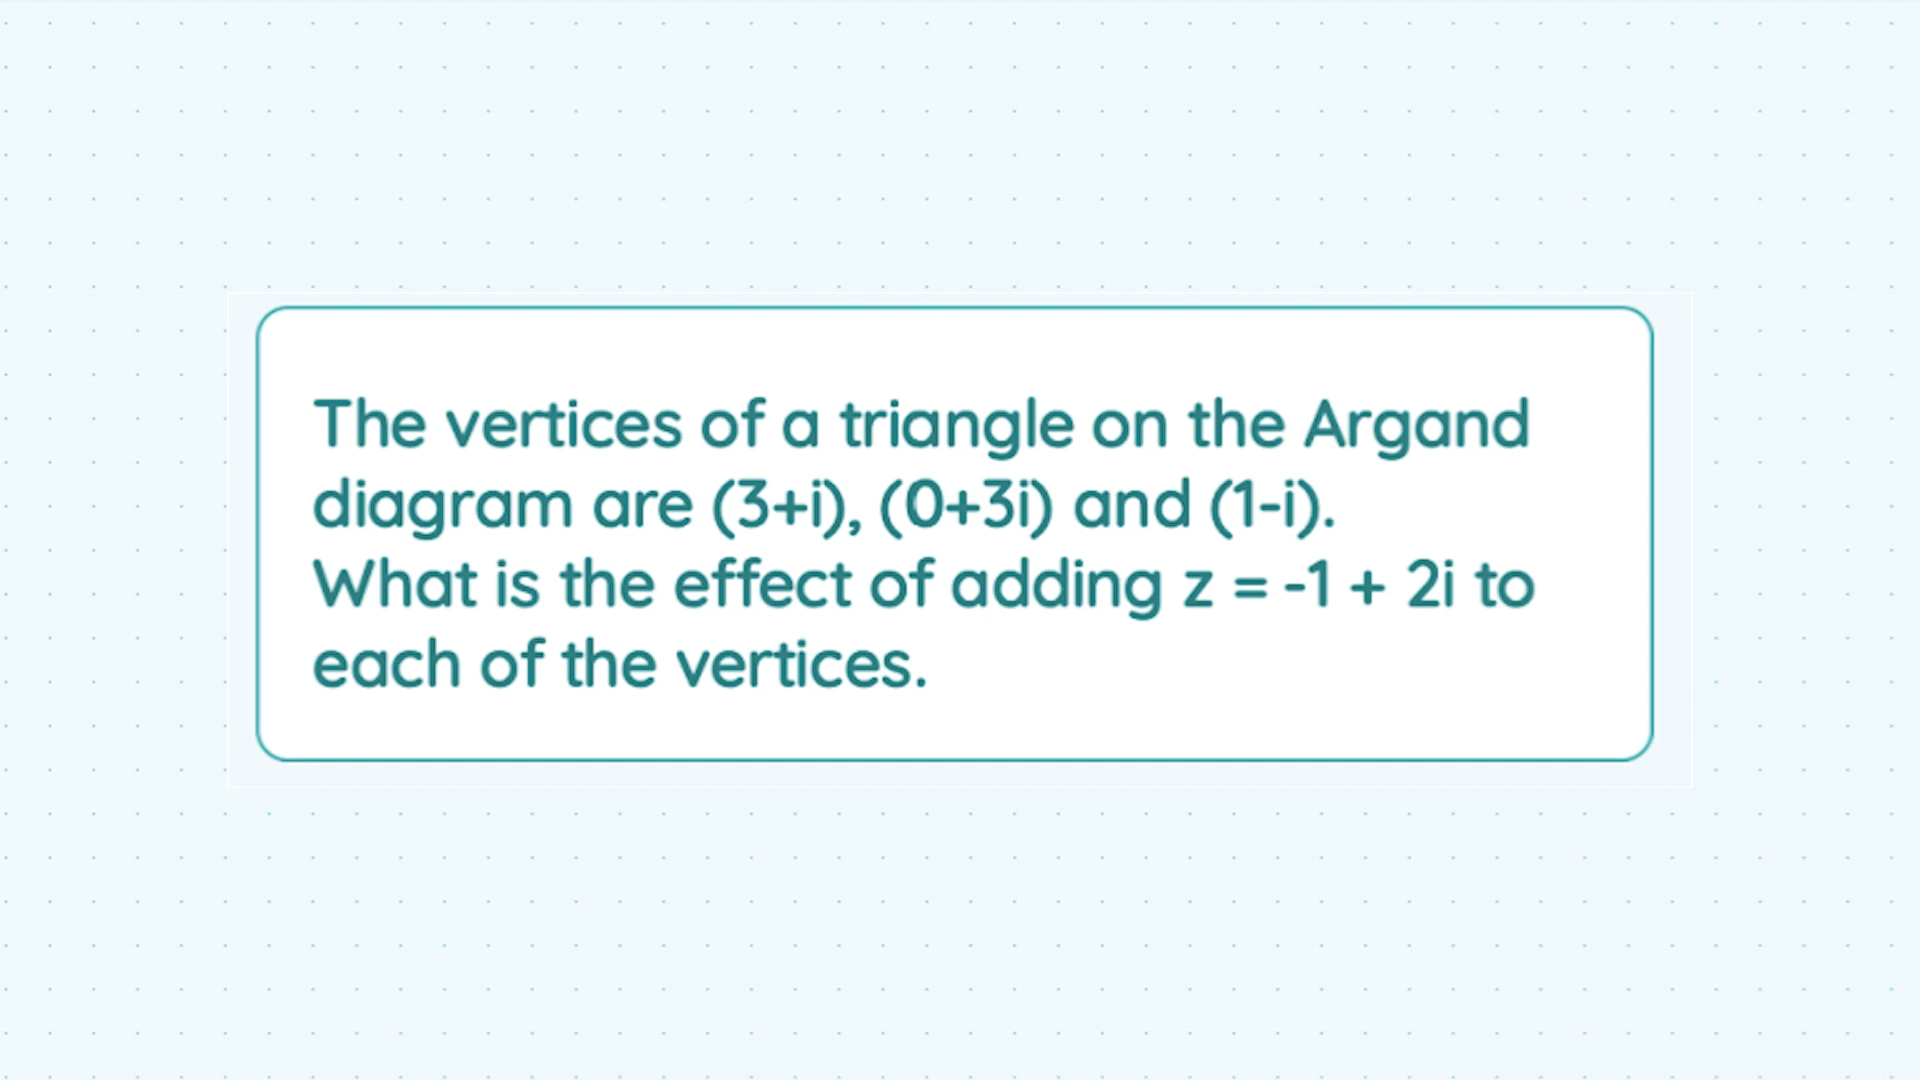 The vertices of a triangle on the Argand
diagram are (3+i), (0+3i) and (1-i).
What is the effect of adding z = -1 + 2i to
each of the vertices.